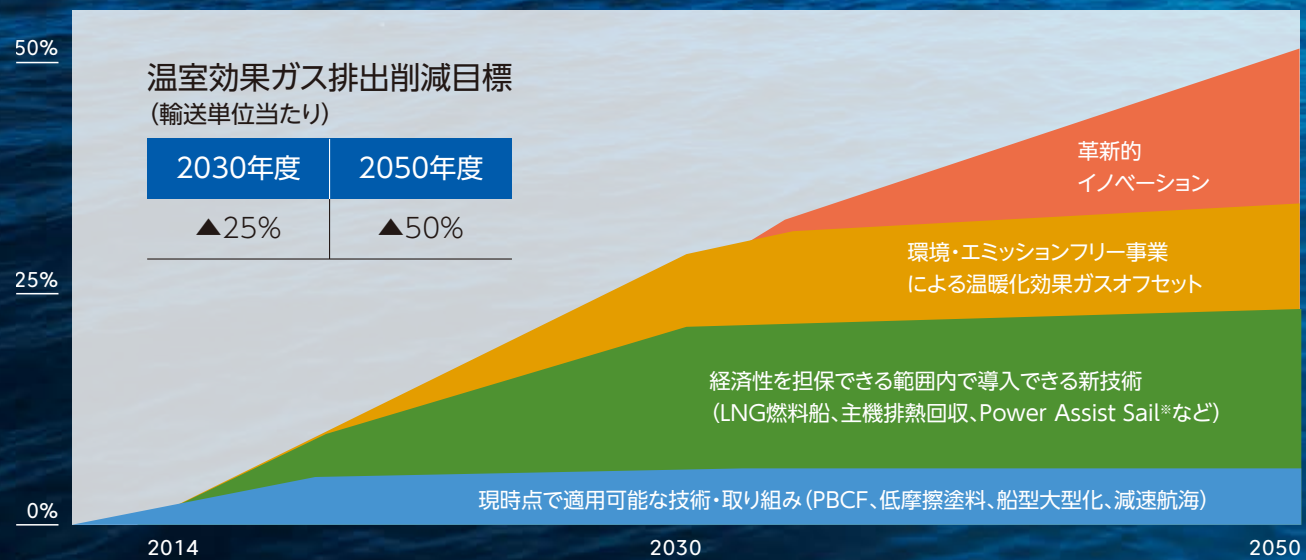 50%
温室効果ガス排出削減目標
(輸送単位当たり)
2030年度 2050年度
▲25% ▲50%
革新的
イノベーション
環境・エミッションフリー事業
による温暖化効果ガスオフセット
25%
経済性を担保できる範囲内で導入できる新技術
(LNG燃料船、主機排熱回収、Power Assist Sail※など)
現時点で適用可能な技術・取り組み(PBCF、低摩擦塗料、船型大型化、減速航海)
0%
2014 2030 2050